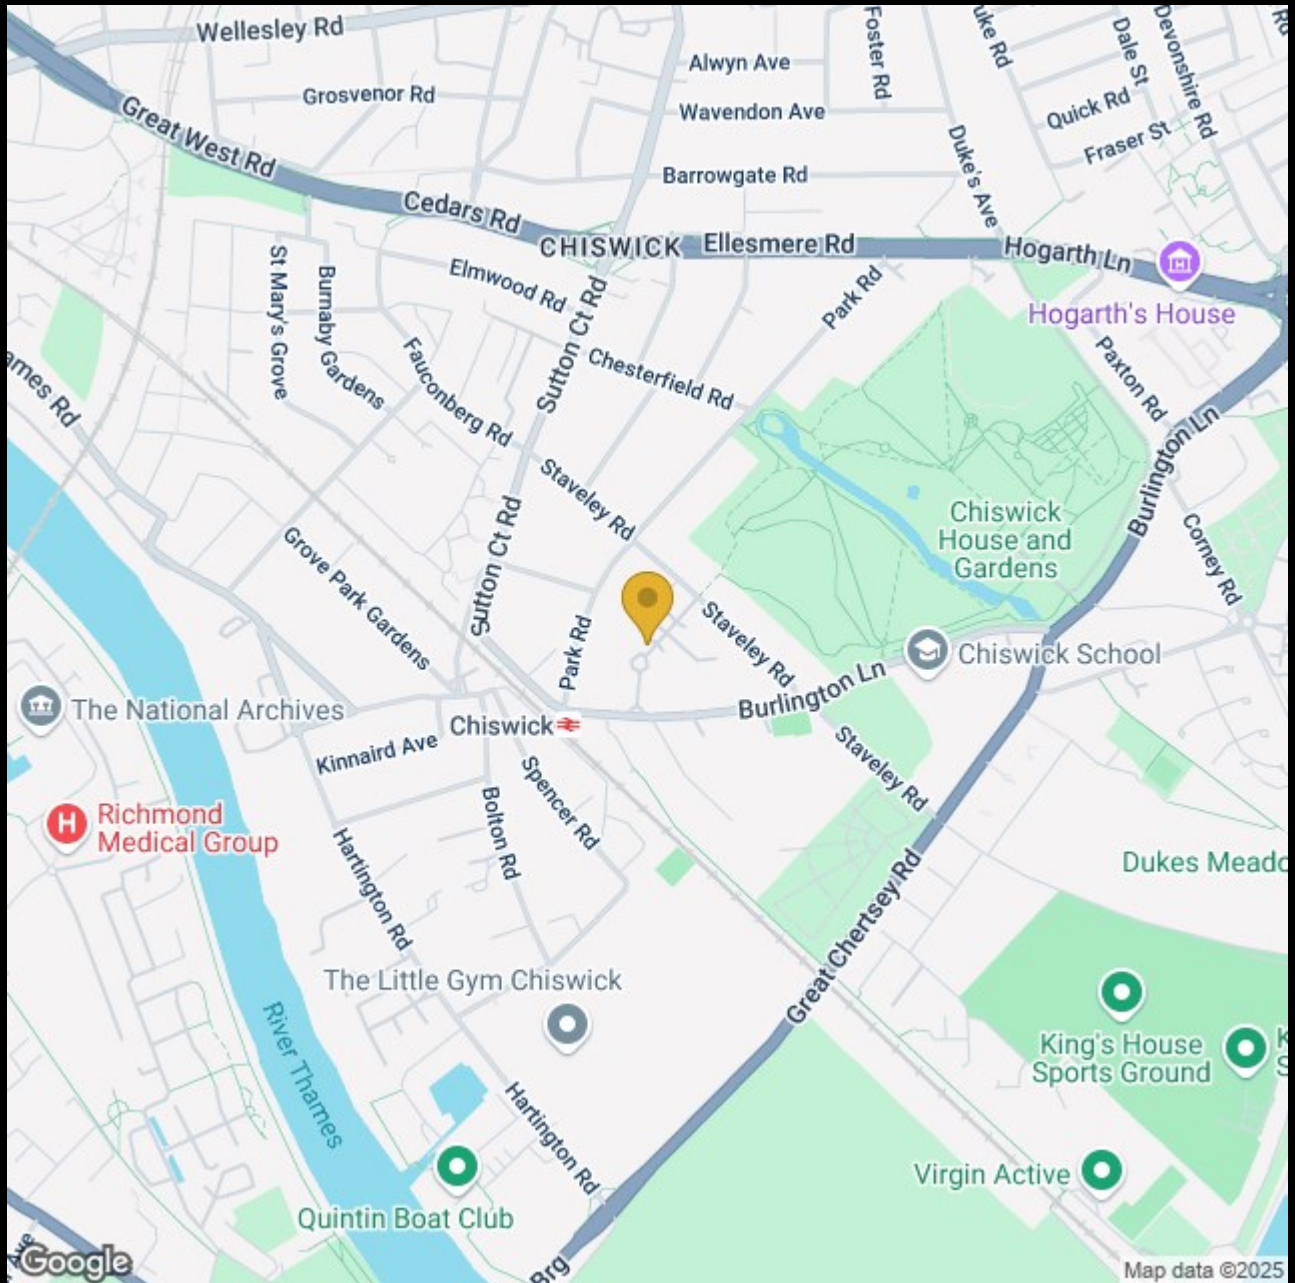 Wellesley Rd
Alwyn Ave
Foster Rd
Dale St
Devonshire Rd
Grosvenor Rd
Wavendon Ave
Quick Rd
Fraser St
Great West Rd
Barrowgate Rd
Duke's Ave
Cedars Rd
CHISWICK
Ellesmere Rd
Hogarth Ln
St Mary's Grove
Burnaby Gardens
Elmwood Rd
Park Rd
Hogarth's House
Sutton Ct Rd
Chesterfield Rd
Paxton Rd
Fauconberg Rd
Burlington Ln
Staveley Rd
Chiswick
House and
Gardens
Corney Rd
Grove Park Gardens
Sutton Ct Rd
Park Rd
Staveley Rd
Chiswick School
Burlington Ln
The National Archives
Chiswick
Kinnaird Ave
Staveley Rd
Spencer Rd
Bolton Rd
Richmond
Medical Group
Hartington Rd
Great Chertsey Rd
The Little Gym Chiswick
River Thames
King's House
Sports Ground
Hartington Rd
Virgin Active
Quintin Boat Club
Google
Map data ©2025